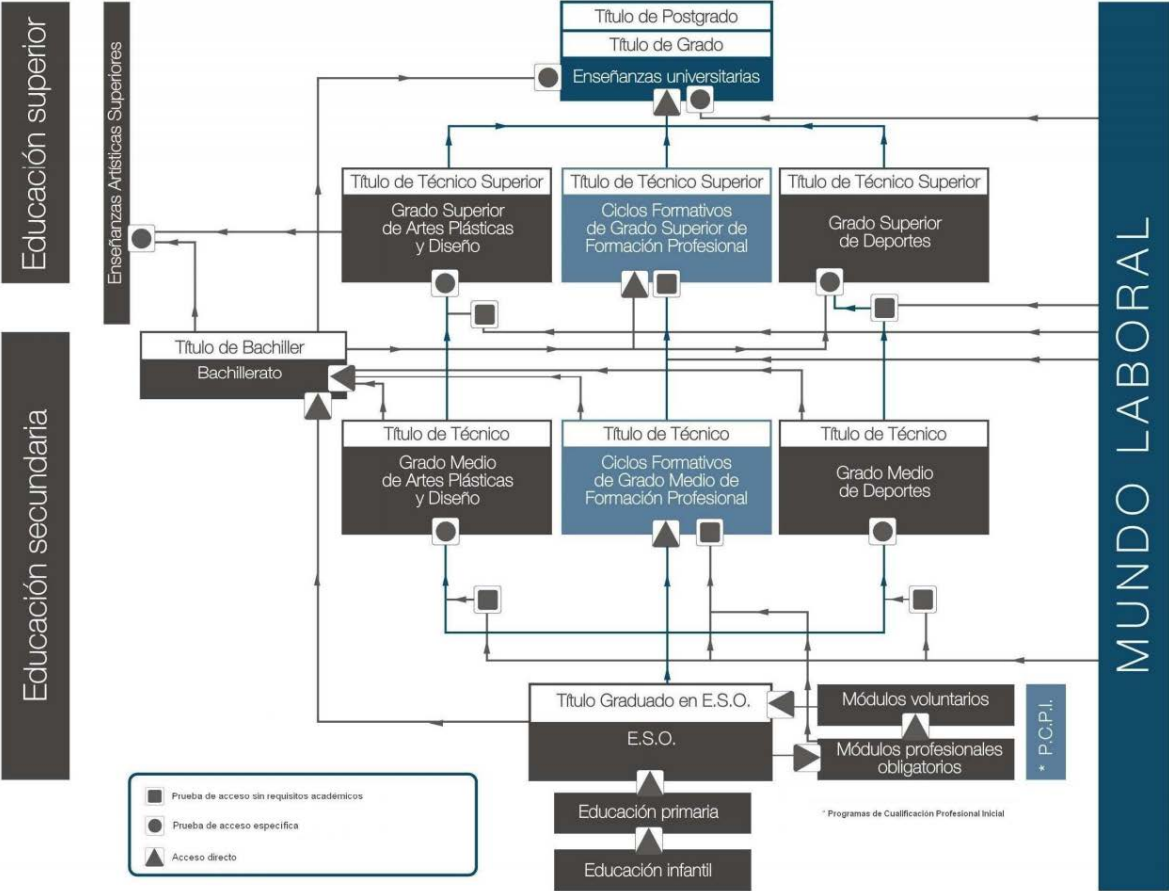 Educación superior
Enseñanzas Artísticas Superiores
Título de Postgrado
Título de Grado
Enseñanzas universitarias
Título de Técnico Superior
Grado Superior
de Artes Plásticas
y Diseño
Título de Técnico Superior
Ciclos Formativos
de Grado Superior de
Formación Profesional
Título de Técnico Superior
Grado Superior
de Deportes
MUNDO LABORAL
Educación secundaria
Título de Bachiller
Bachillerato
Título de Técnico
Grado Medio
de Artes Plásticas
y Diseño
Título de Técnico
Ciclos Formativos
de Grado Medio de
Formación Profesional
Título de Técnico
Grado Medio
de Deportes
Título Graduado en E.S.O.
E.S.O.
Módulos voluntarios
Módulos profesionales
obligatorios
* P.C.P.I.
Educación primaria
Educación infantil
* Programas de Cualificación Profesional Inicial
Prueba de acceso sin requisitos académicos
Prueba de acceso específica
Acceso directo